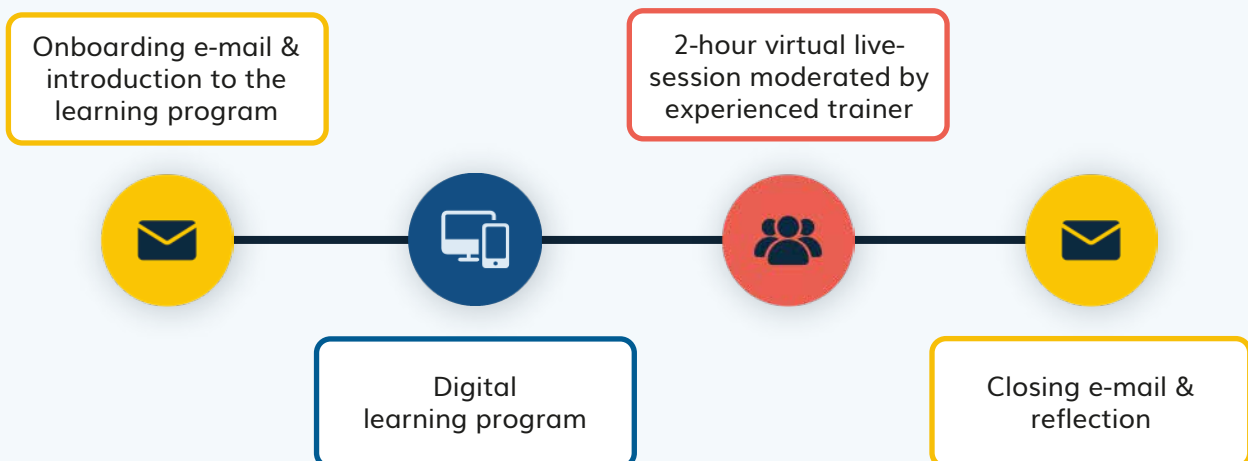 Onboarding e-mail &
introduction to the
learning program
2-hour virtual live-
session moderated by
experienced trainer
Digital
learning program
Closing e-mail &
reflection